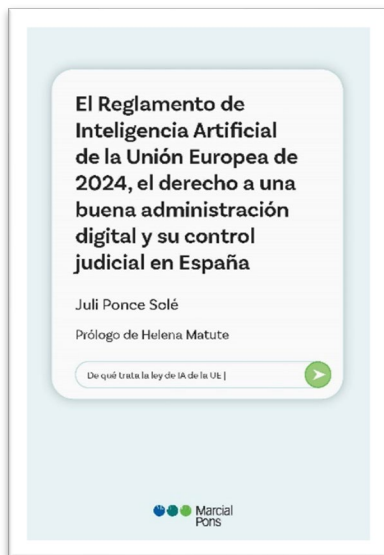 El Reglamento de
Inteligencia Artificial
de la Unión Europea de
2024, el derecho a una
buena administración
digital y su control
judicial en España
Juli Ponce Solé
Prólogo de Helena Matute
De qué trata la ley de IA de la UE |
Marcial
Pons